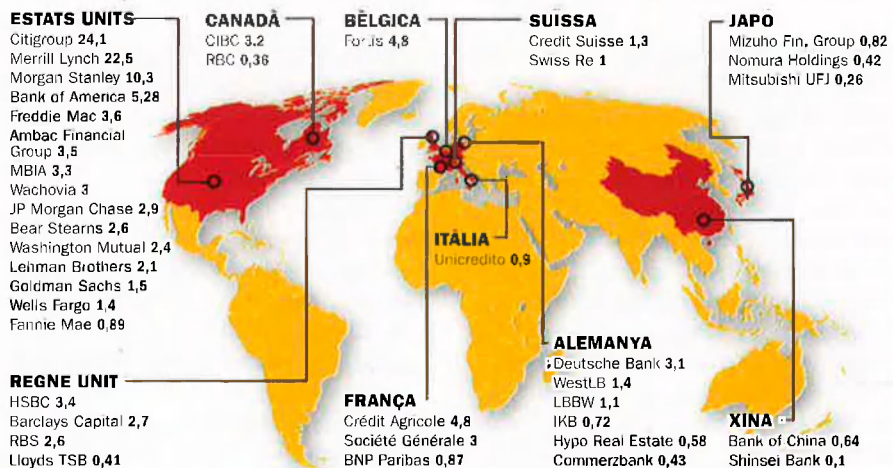 ESTATS UNITS
Citigroup 24,1
Merrill Lynch 22,5
Morgan Stanley 10,3
Bank of America 5,28
Freddie Mac 3,6
Ambac Financial
Group 3,5
MBIA 3,3
Wachovia 3
JP Morgan Chase 2,9
Bear Stearns 2,6
Washington Mutual 2,4
Lehman Brothers 2,1
Goldman Sachs 1,5
Wells Fargo 1,4
Fannie Mae 0,89
CANADÀ
CIBC 3.2
RBC 0,36
BÈLGICA
Fortis 4,8
SUISSA
Credit Suisse 1,3
Swiss Re 1
JAPO
Mizuho Fin. Group 0,82
Nomura Holdings 0,42
Mitsubishi UFJ 0,26
ITÀLIA
Unicredito 0,9
REGNE UNIT
HSBC 3,4
Barclays Capital 2,7
RBS 2,6
Lloyds TSB 0,41
FRANÇA
Crédit Agricole 4,8
Société Générale 3
BNP Paribas 0,87
ALEMANYA
Deutsche Bank 3,1
WestLB 1,4
LBBW 1,1
IKB 0,72
Hypo Real Estate 0,58
Commerzbank 0,43
XINA
Bank of China 0,64
Shinsei Bank 0,1